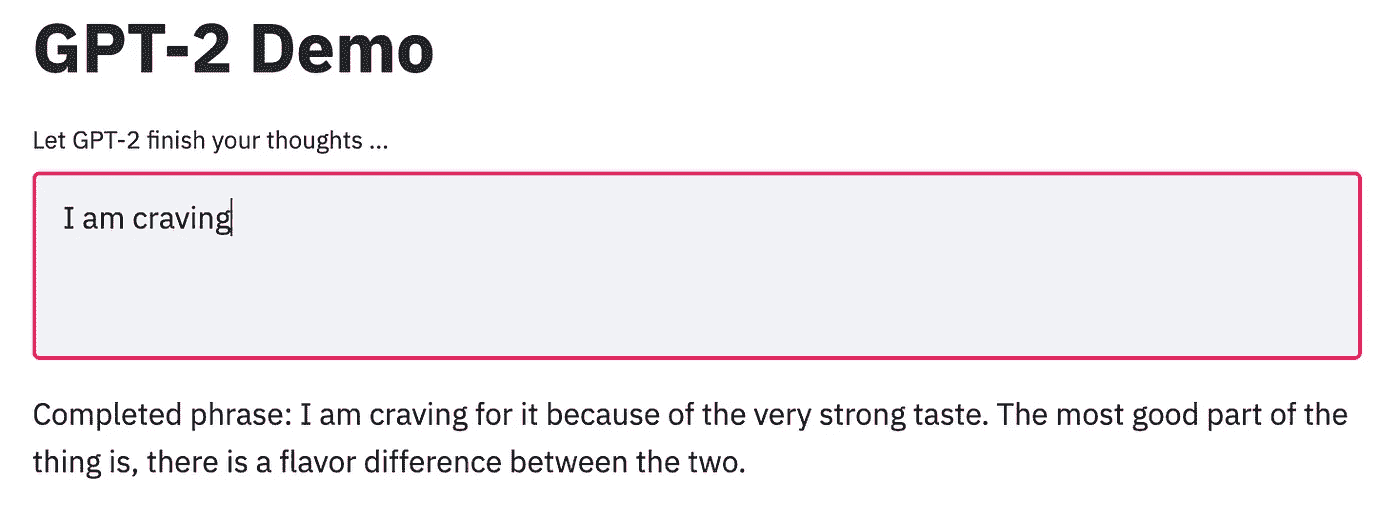 GPT-2 Demo
Let GPT-2 finish your thoughts ...
I am craving
Completed phrase: I am craving for it because of the very strong taste. The most good part of the
thing is, there is a flavor difference between the two.